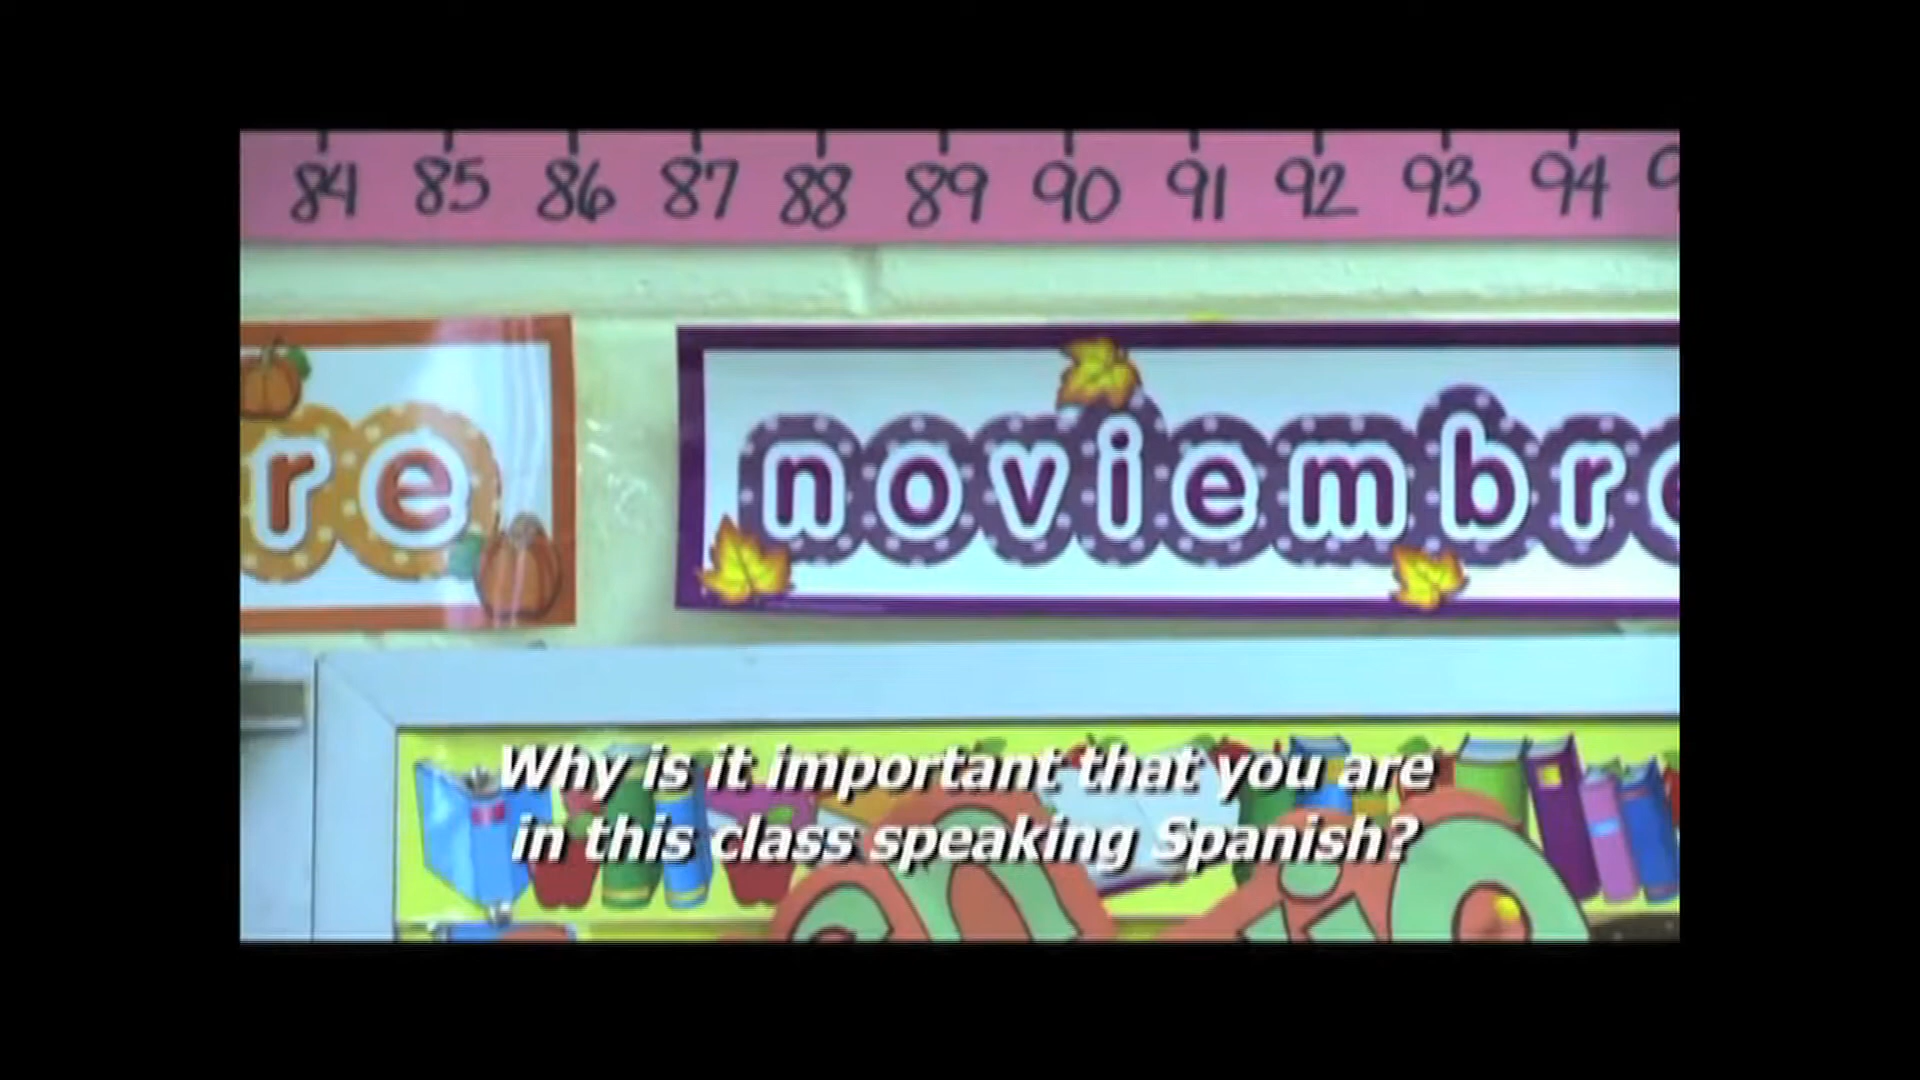 84 85 86 87 88 89 90 91 92 93 94
re noviembre
Why is it important that you are
in this class speaking Spanish?